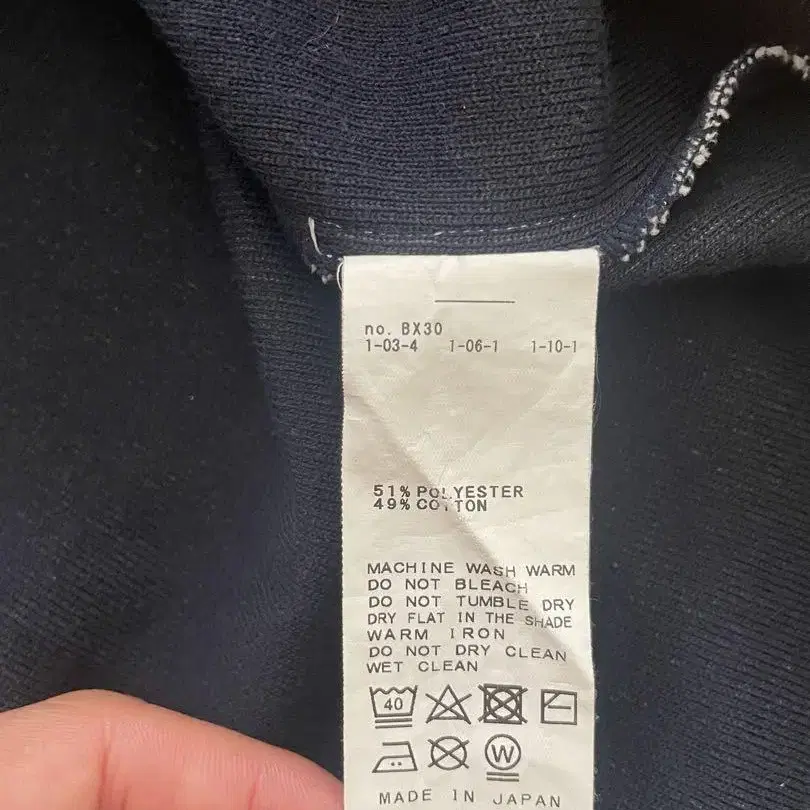 no. BX30
1-03-4 1-06-1 1-10-1
51% POLYESTER
49% COTTON
MACHINE WASH WARM
DO NOT BLEACH
DO NOT TUMBLE DRY
DRY FLAT IN THE SHADE
WARM IRON
DO NOT DRY CLEAN
WET CLEAN
40
W
MADE IN JAPAN